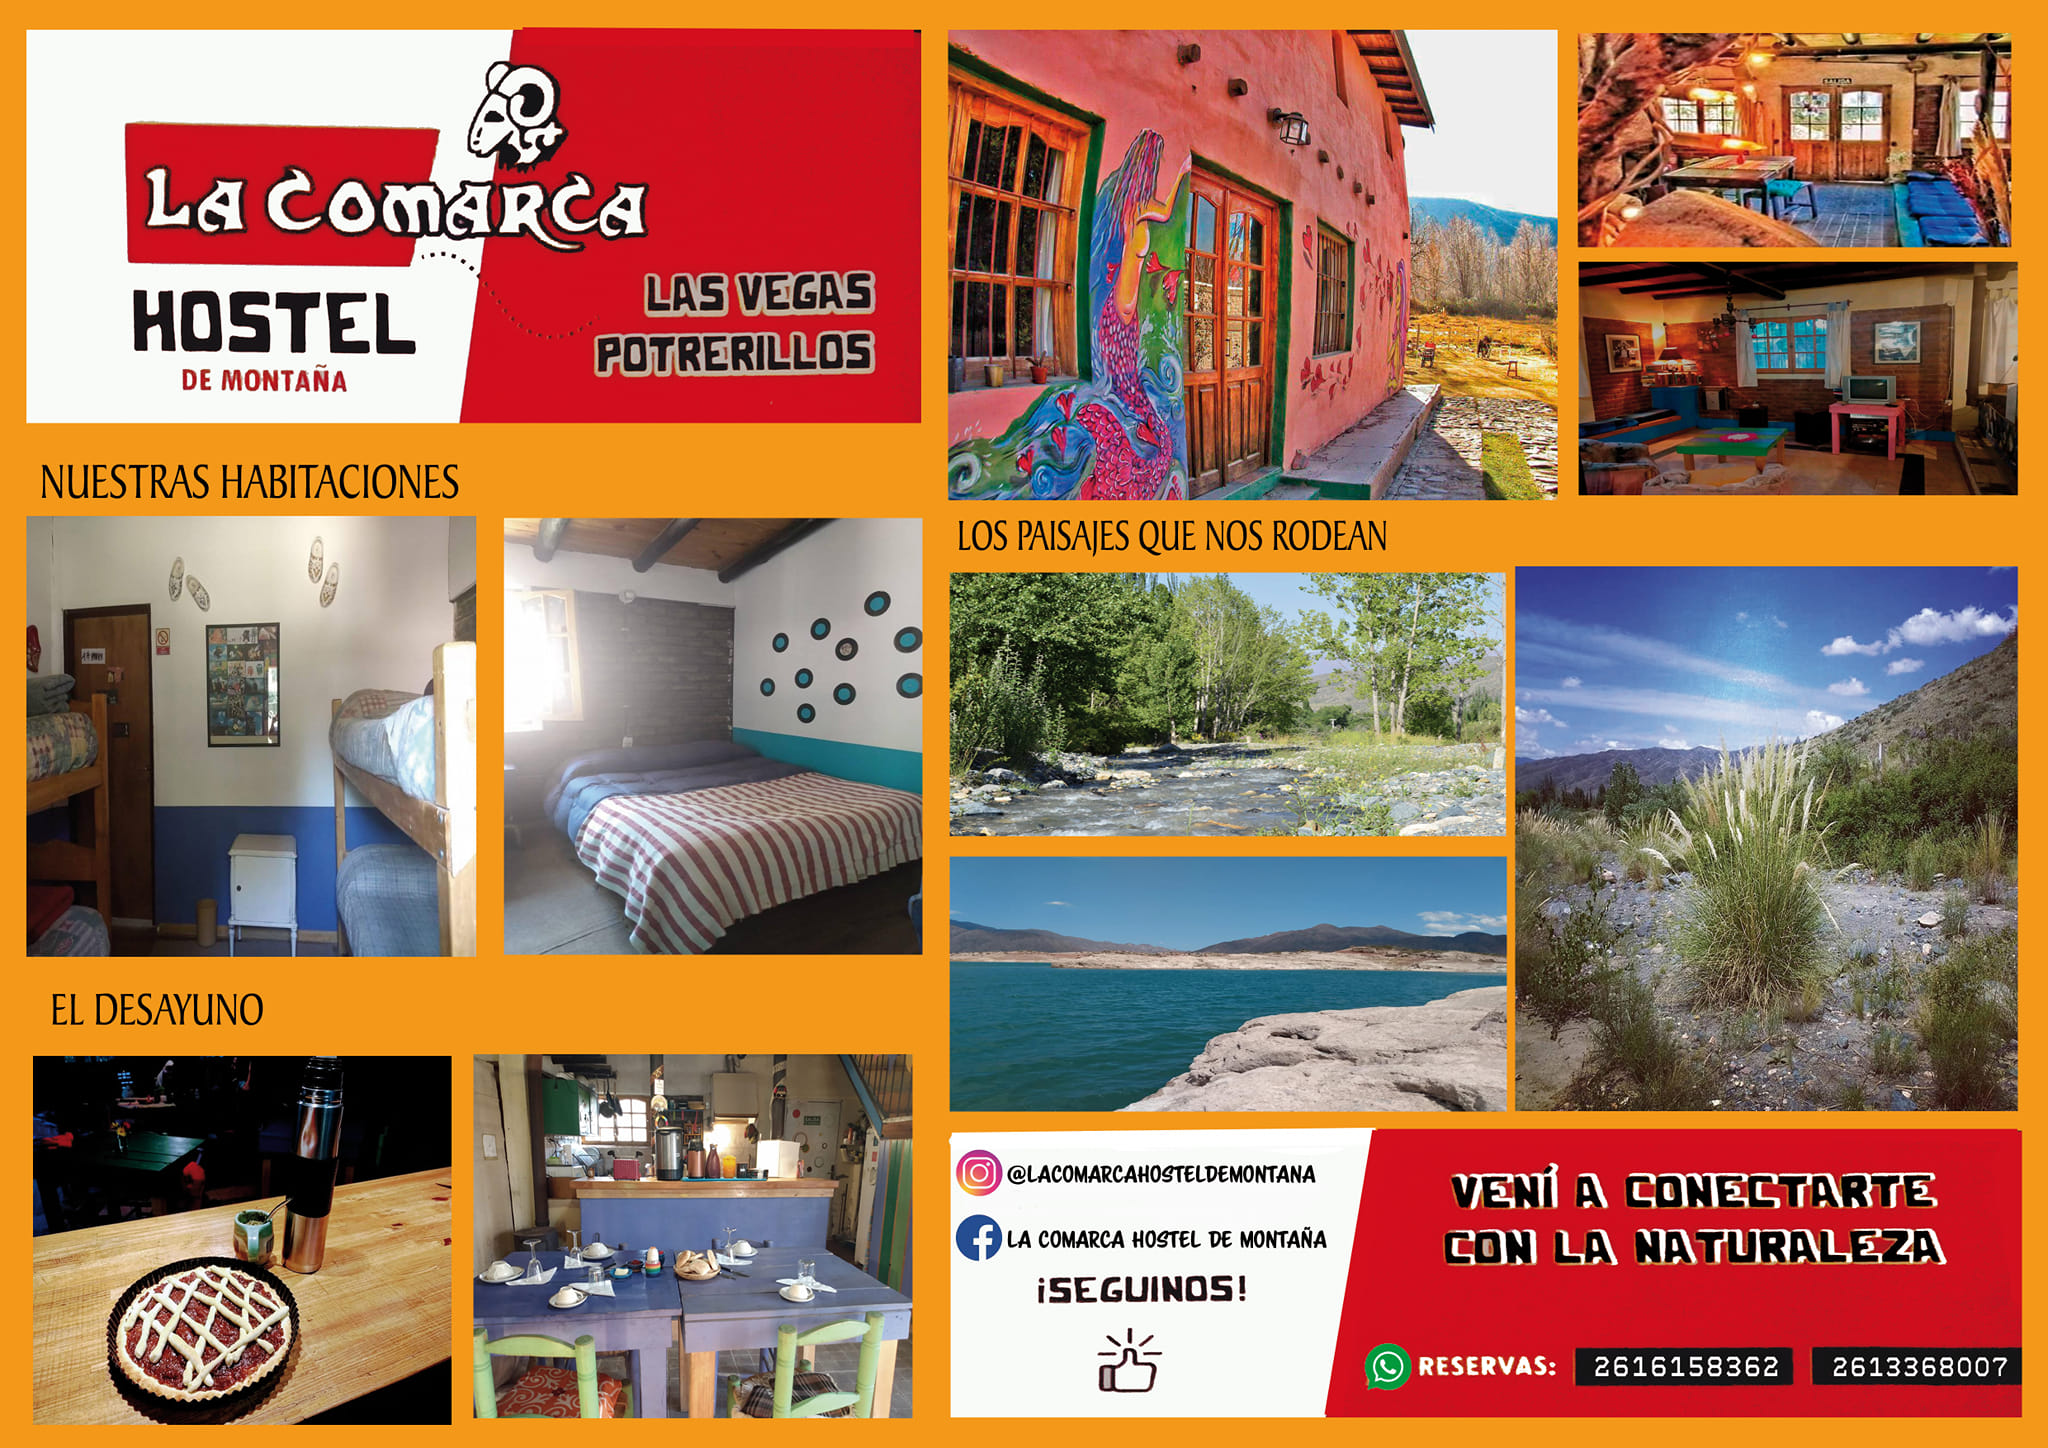 LA COMARCA
HOSTEL
DE MONTAÑA
LAS VEGAS
POTRERILLOS
SALIDA
NUESTRAS HABITACIONES
LOS PAISAJES QUE NOS RODEAN
EL DESAYUNO
@LACOMARCAHOSTELDEMONTANA
LA COMARCA HOSTEL DE MONTAÑA
¡SEGUINOS!
VENÍ A CONECTARTE
CON LA NATURALEZA
RESERVAS: 2616158362 2613368007